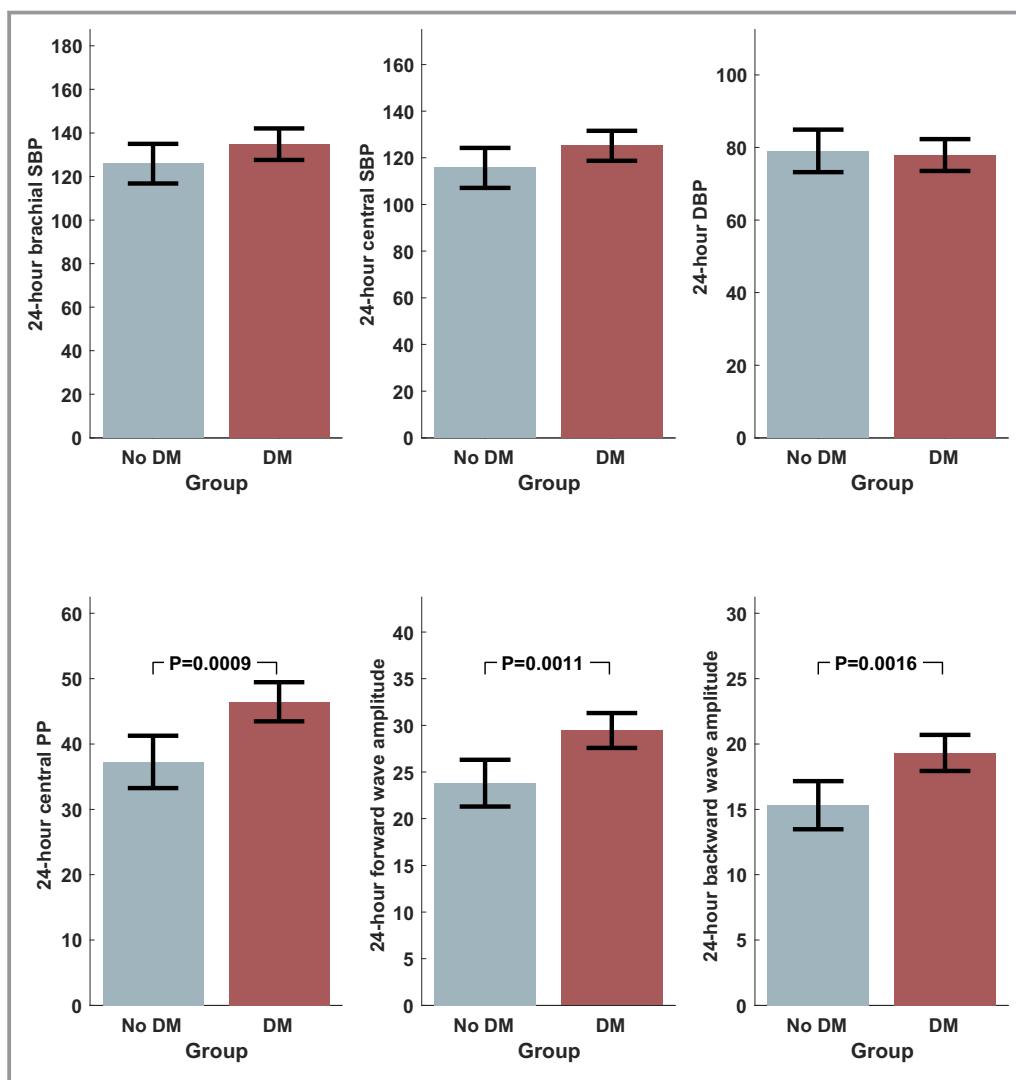 24-hour brachial SBP
180
160
140
120
100
80
60
40
20
0
No DM DM
Group
24-hour central SBP
160
140
120
100
80
60
40
20
0
No DM DM
Group
24-hour DBP
100
80
60
40
20
0
No DM DM
Group
24-hour central PP
60
50
40
30
20
10
0
P=0.0009
No DM DM
Group
24-hour forward wave amplitude
40
35
30
25
20
15
10
5
0
P=0.0011
No DM DM
Group
24-hour backward wave amplitude
30
25
20
15
10
5
0
P=0.0016
No DM DM
Group